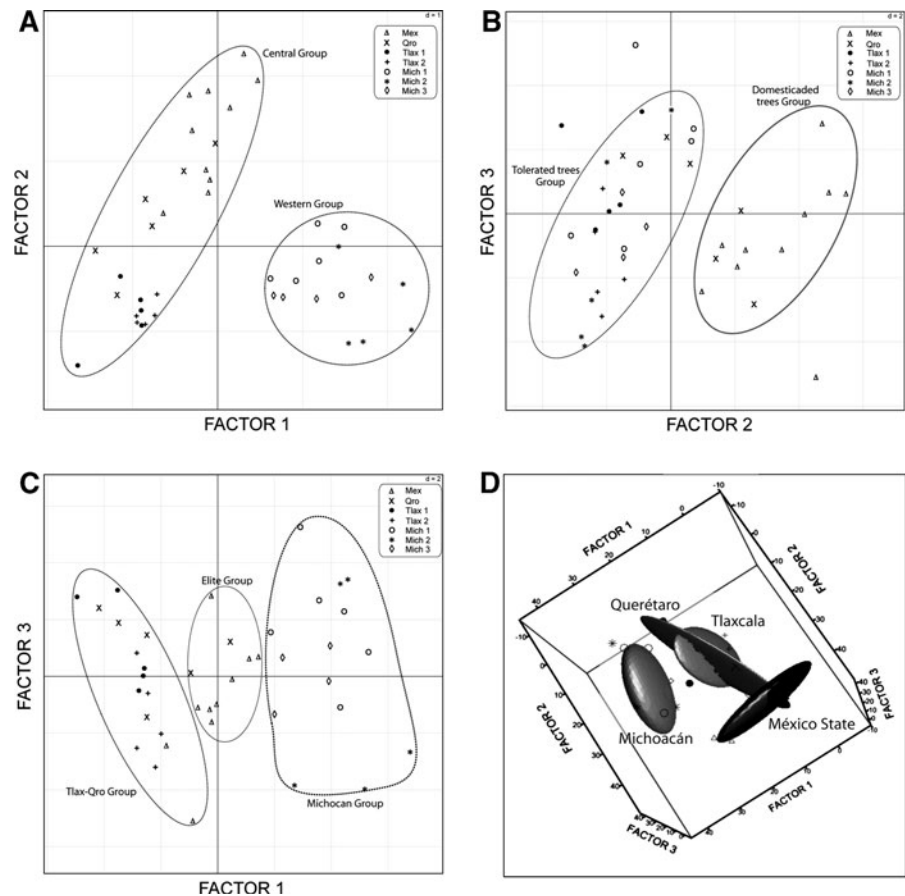 A
d = 1
Mex
Qro
Tlax 1
Tlax 2
Mich 1
Mich 2
Mich 3
Central Group
Western Group
FACTOR 2
FACTOR 1
B
d = 2
Mex
Qro
Tlax 1
Tlax 2
Mich 1
Mich 2
Mich 3
Domesticaded
trees Group
Tolerated trees
Group
FACTOR 3
FACTOR 2
C
d = 2
Mex
Qro
Tlax 1
Tlax 2
Mich 1
Mich 2
Mich 3
Elite Group
Tlax-Qro Group
Michocan Group
FACTOR 3
FACTOR 1
D
FACTOR 1
FACTOR 2
FACTOR 3
Querétaro
Tlaxcala
Michoacán
México State
FACTOR 2
FACTOR 3
FACTOR 1